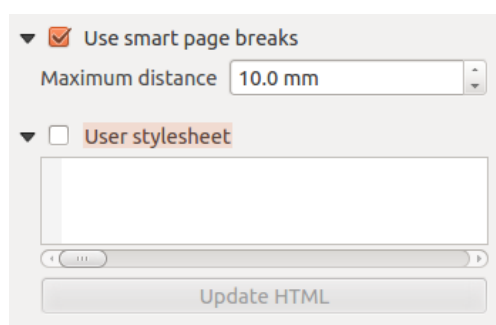 Use smart page breaks
Maximum distance 10.0 mm
User stylesheet
Update HTML